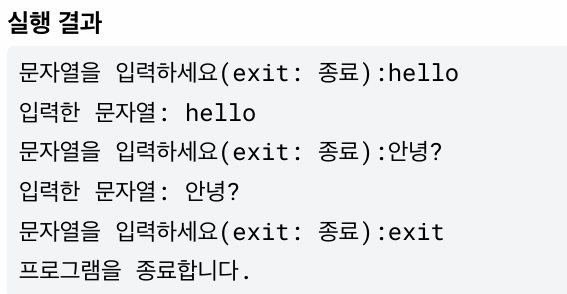 실행 결과
문자열을 입력하세요(exit: 종료):hello
입력한 문자열: hello
문자열을 입력하세요(exit: 종료):안녕?
입력한 문자열: 안녕?
문자열을 입력하세요(exit: 종료):exit
프로그램을 종료합니다.